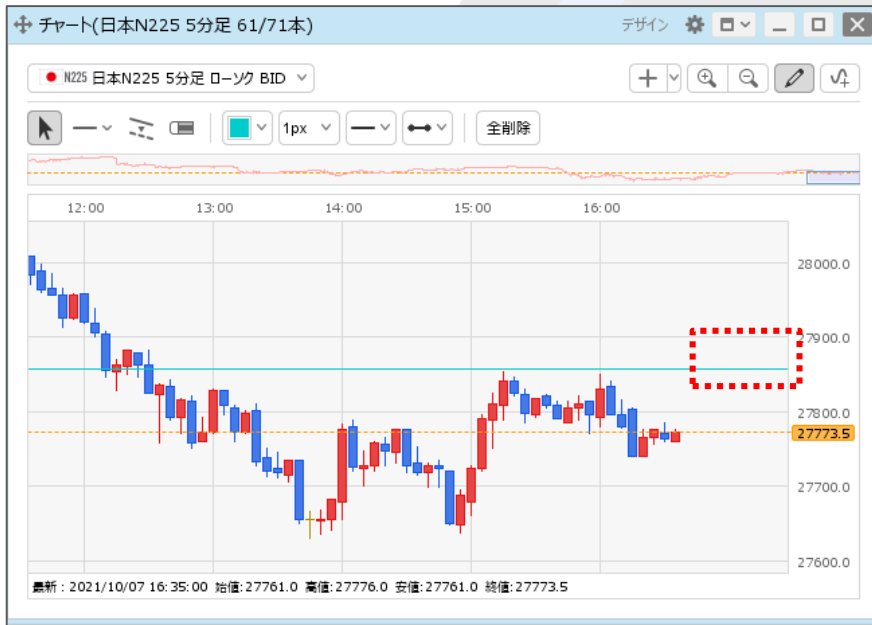 チャート(日本N225 5分足 61/71本)
デザイン
N225 日本N225 5分足 ローソク BID
1px
全削除
12:00 13:00 14:00 15:00 16:00
28000.0
27900.0
27800.0
27773.5
27700.0
27600.0
最新 : 2021/10/07 16:35:00 始値:27761.0 高値:27776.0 安値:27761.0 終値:27773.5